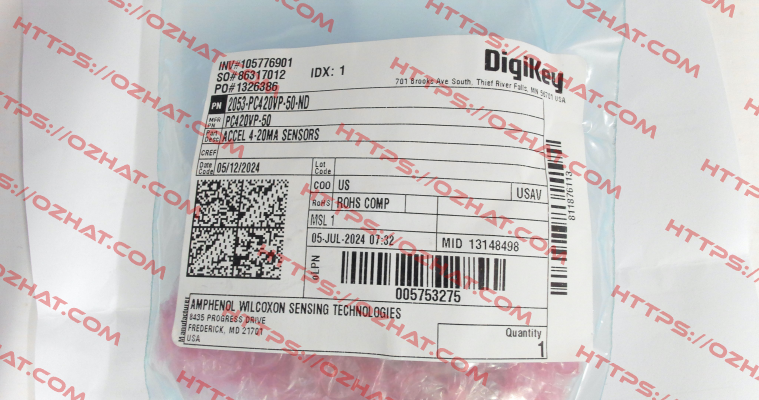 INV#105776901
SO#86317012
PO#1326386
IDX: 1
DigiKey
701 Brooks Ave South, Thief River Falls, MN 56701 USA
PN 2053-PC420VP-50-ND
MFR PN PC420VP-50
Part Desc ACCEL 4-20MA SENSORS
CREF
Date Code 05/12/2024
Lot Code
COO US
USAV
RoHS ROHS COMP
MSL 1
05-JUL-2024 07:32
MID 13148498
oLPN
005753275
811876113
Manufacturer
AMPHENOL WILCOXON SENSING TECHNOLOGIES
8435 PROGRESS DRIVE
FREDERICK, MD 21701
USA
Quantity
1
HTTPS://OZHAT.COM